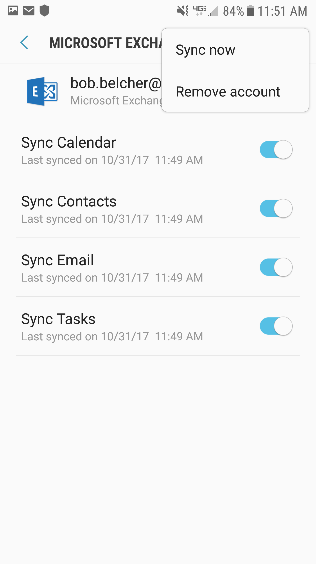 4GE 84% 11:51 AM
MICROSOFT EXCHA
Sync now
bob.belcher@
Microsoft Exchang
Remove account
Sync Calendar
Last synced on 10/31/17 11:49 AM
Sync Contacts
Last synced on 10/31/17 11:49 AM
Sync Email
Last synced on 10/31/17 11:49 AM
Sync Tasks
Last synced on 10/31/17 11:49 AM